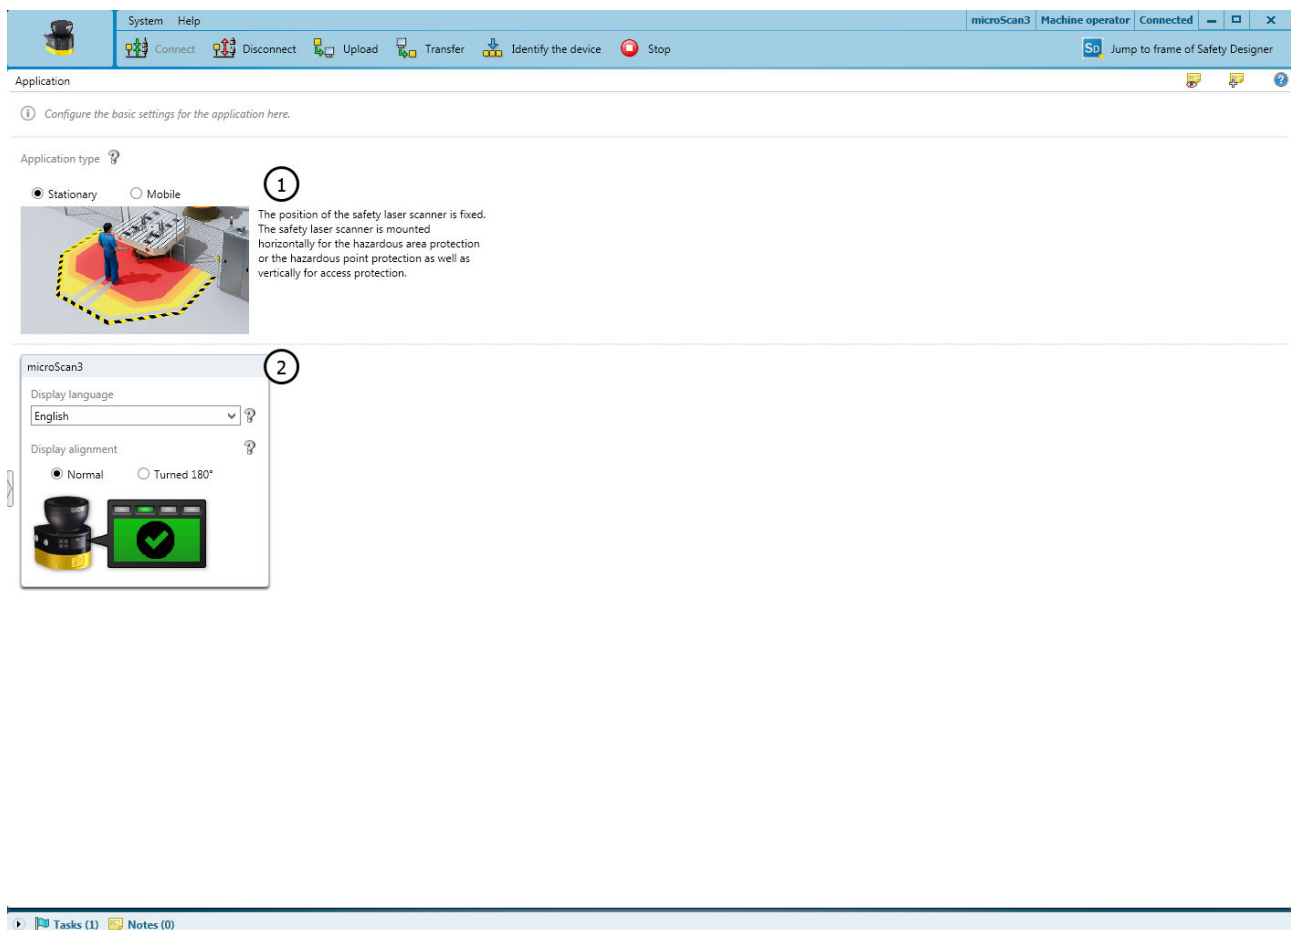 System Help
microScan3 Machine operator Connected
Connect Disconnect Upload Transfer Identify the device Stop
SD Jump to frame of Safety Designer
Application
Configure the basic settings for the application here.
Application type
Stationary Mobile
1
The position of the safety laser scanner is fixed.
The safety laser scanner is mounted
horizontally for the hazardous area protection
or the hazardous point protection as well as
vertically for access protection.
microScan3
2
Display language
English
Display alignment
Normal Turned 180°
SICK
Tasks (1) Notes (0)